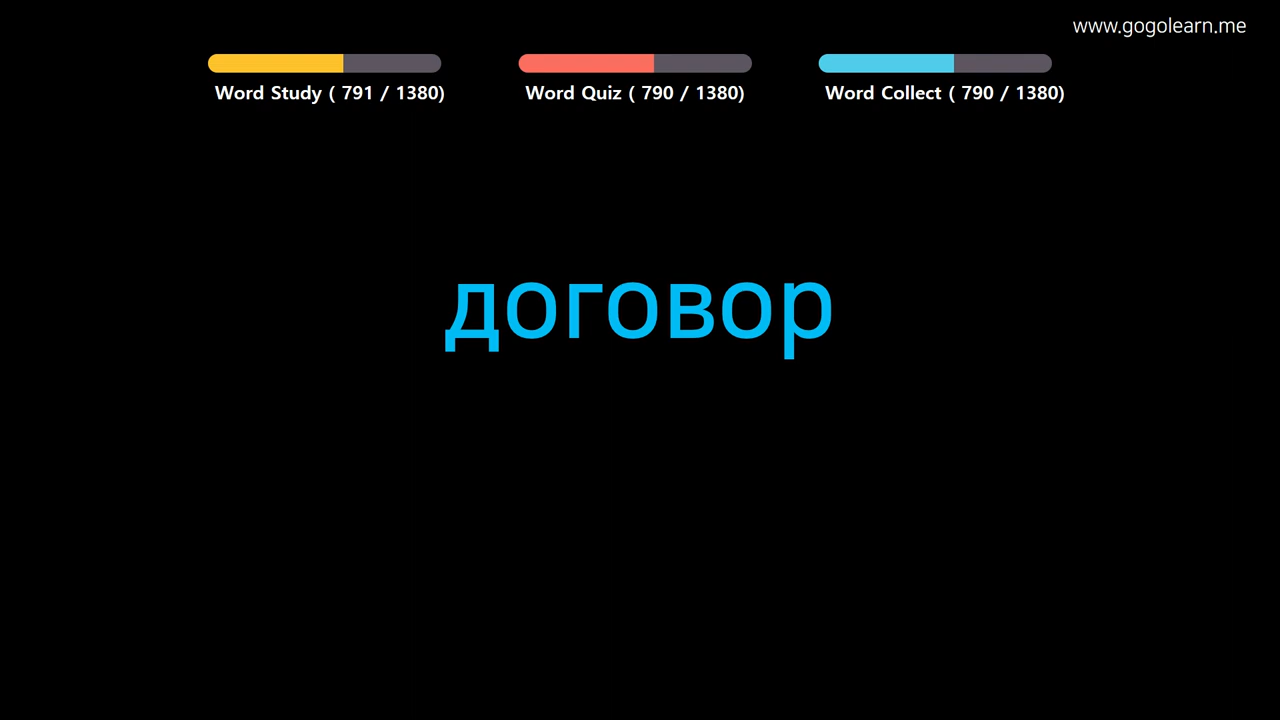 www.gogolearn.me
Word Study ( 791 / 1380)
Word Quiz ( 790 / 1380)
Word Collect ( 790 / 1380)
договор